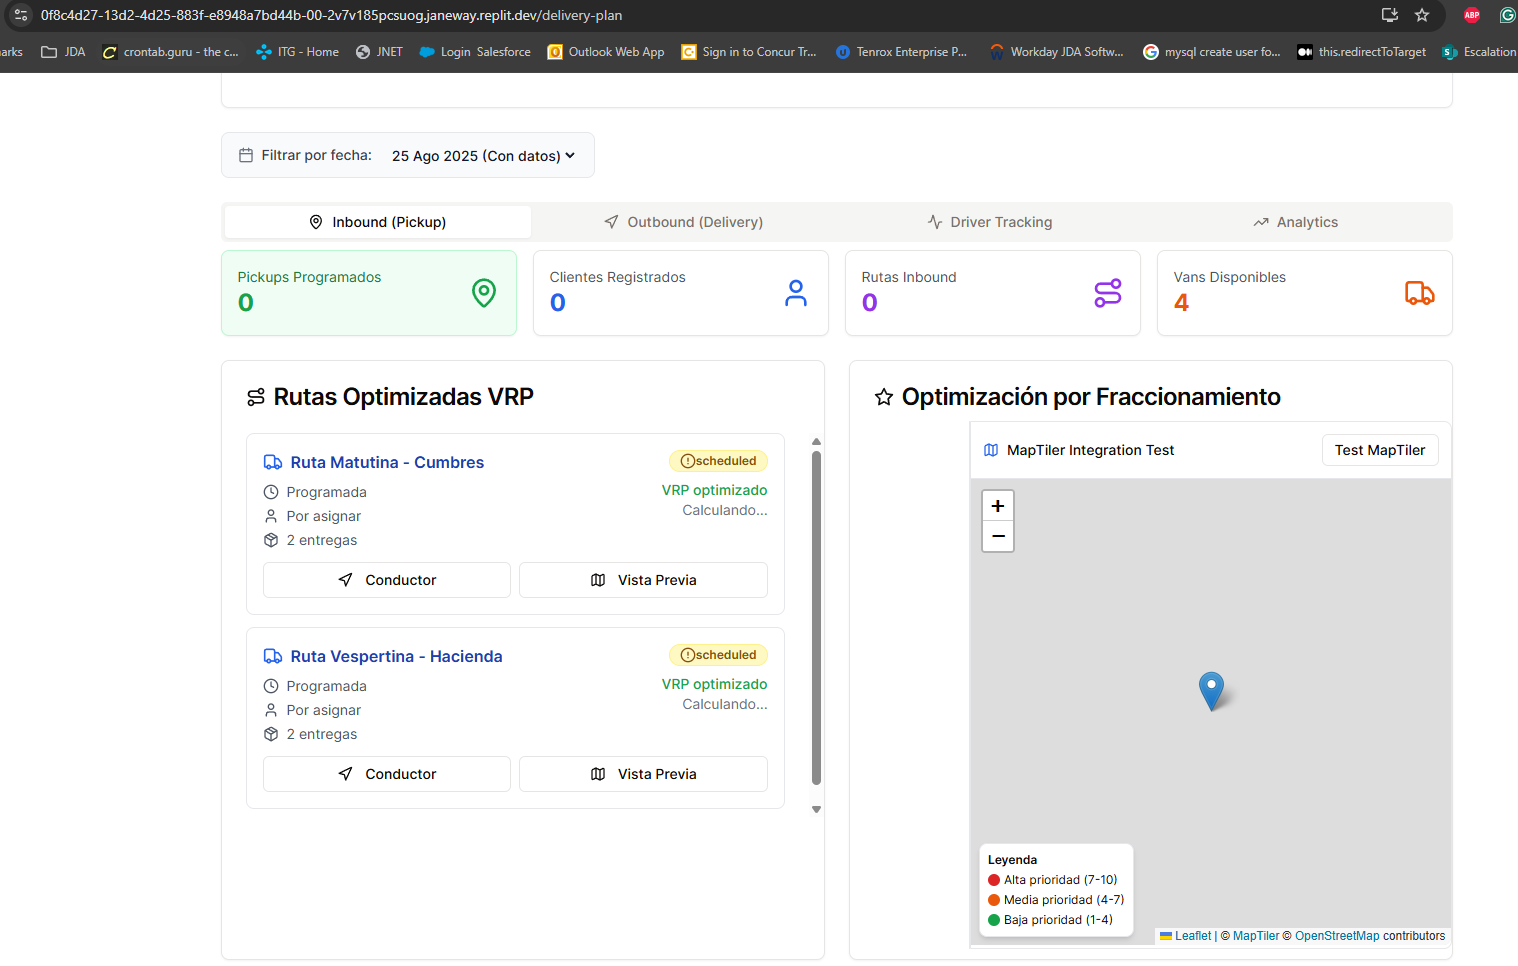 0f8c4d27-13d2-4d25-883f-e8948a7bd44b-00-2v7v185pcsuog.janeway.replit.dev/delivery-plan
ABP
arks JDA crontab.guru - the c... ITG - Home JNET Login Salesforce Outlook Web App Sign in to Concur Tr... Tenrox Enterprise P... Workday JDA Softw... mysql create user fo... this.redirectToTarget Escalation
Filtrar por fecha: 25 Ago 2025 (Con datos)
Inbound (Pickup) Outbound (Delivery) Driver Tracking Analytics
Pickups Programados
0
Clientes Registrados
0
Rutas Inbound
0
Vans Disponibles
4
Rutas Optimizadas VRP
Ruta Matutina - Cumbres scheduled
Programada VRP optimizado
Por asignar Calculando...
2 entregas
Conductor Vista Previa
Ruta Vespertina - Hacienda scheduled
Programada VRP optimizado
Por asignar Calculando...
2 entregas
Conductor Vista Previa
Optimización por Fraccionamiento
MapTiler Integration Test Test MapTiler
+
−
Leyenda
Alta prioridad (7-10)
Media prioridad (4-7)
Baja prioridad (1-4)
Leaflet | © MapTiler © OpenStreetMap contributors